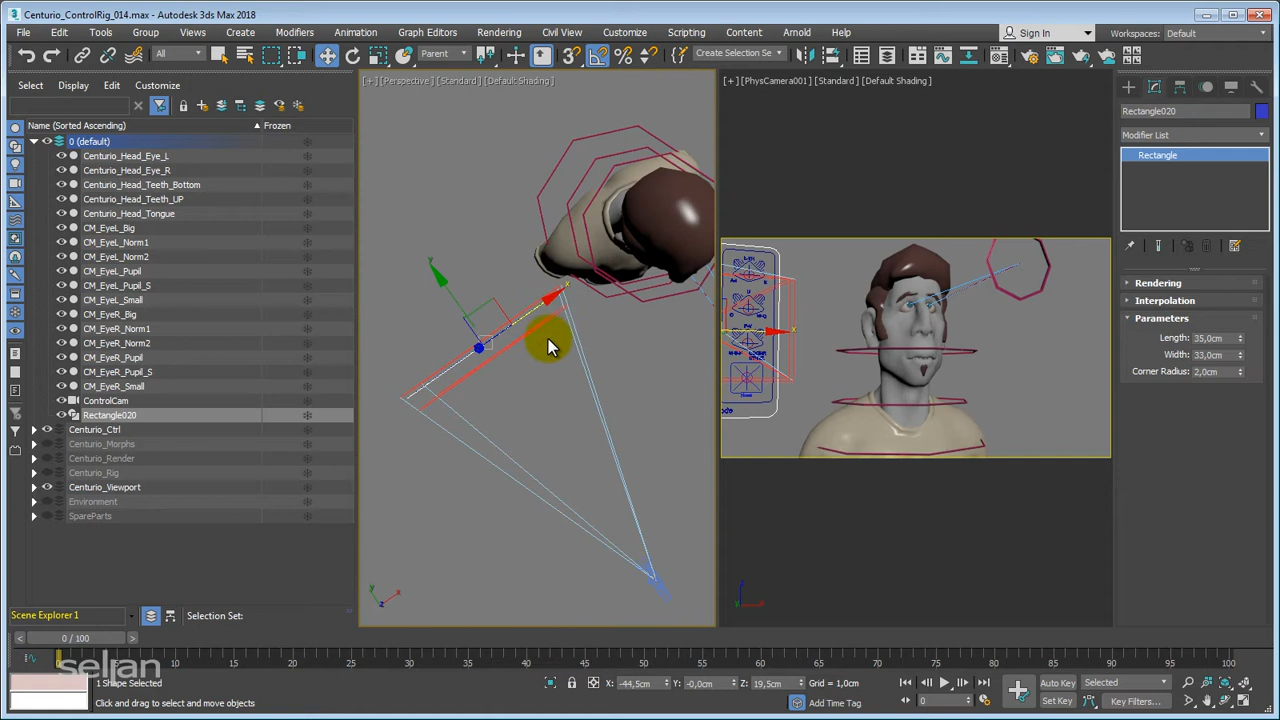 Centurio_ControlRig_014.max - Autodesk 3ds Max 2018
File Edit Tools Group Views Create Modifiers Animation Graph Editors Rendering Civil View Customize Scripting Content Arnold Help
Sign In Workspaces: Default
All Parent Create Selection Se
Select Display Edit Customize
Name (Sorted Ascending) Frozen
0 (default)
Centurio_Head_Eye_L
Centurio_Head_Eye_R
Centurio_Head_Teeth_Bottom
Centurio_Head_Teeth_UP
Centurio_Head_Tongue
CM_EyeL_Big
CM_EyeL_Norm1
CM_EyeL_Norm2
CM_EyeL_Pupil
CM_EyeL_Pupil_S
CM_EyeL_Small
CM_EyeR_Big
CM_EyeR_Norm1
CM_EyeR_Norm2
CM_EyeR_Pupil
CM_EyeR_Pupil_S
CM_EyeR_Small
ControlCam
Rectangle020
Centurio_Ctrl
Centurio_Morphs
Centurio_Render
Centurio_Rig
Centurio_Viewport
Environment
SpareParts
Scene Explorer 1 Selection Set:
[+] [Perspective] [Standard] [Default Shading]
y
x
y
x
z
[+] [PhysCamera001] [Standard] [Default Shading]
x
Rectangle020
Modifier List
Rectangle
Rendering
Interpolation
Parameters
Length: 35,0cm
Width: 33,0cm
Corner Radius: 2,0cm
0 / 100
5 10 15 20 25 30 35 40 45 50 55 60 65 70 75 80 85 90 95 100
seljan
1 Shape Selected
Click and drag to select and move objects
X: -44,5cm Y: -0,0cm Z: 19,5cm Grid = 1,0cm
Add Time Tag
0
Auto Key Selected
Set Key Key Filters...